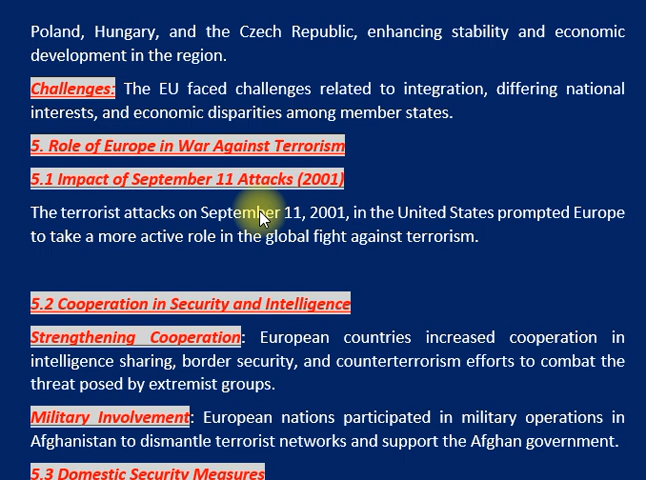 Poland, Hungary, and the Czech Republic, enhancing stability and economic
development in the region.
Challenges: The EU faced challenges related to integration, differing national
interests, and economic disparities among member states.
5. Role of Europe in War Against Terrorism
5.1 Impact of September 11 Attacks (2001)
The terrorist attacks on September 11, 2001, in the United States prompted Europe
to take a more active role in the global fight against terrorism.
5.2 Cooperation in Security and Intelligence
Strengthening Cooperation: European countries increased cooperation in
intelligence sharing, border security, and counterterrorism efforts to combat the
threat posed by extremist groups.
Military Involvement: European nations participated in military operations in
Afghanistan to dismantle terrorist networks and support the Afghan government.
5.3 Domestic Security Measures